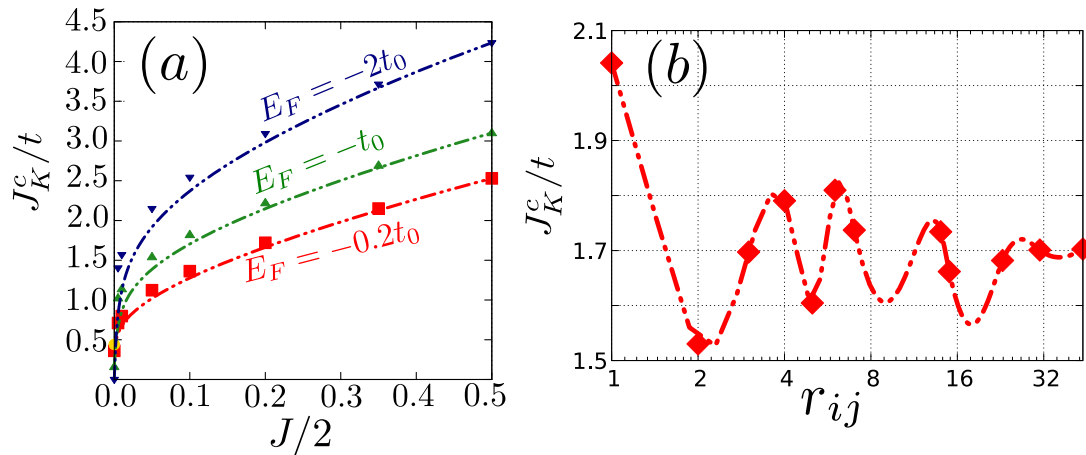 (a)
4.5
4.0
3.5
3.0
2.5
2.0
1.5
1.0
0.5
J_K^c/t
E_F = −2t_0
E_F = −t_0
E_F = −0.2t_0
0.0 0.1 0.2 0.3 0.4 0.5
J/2
(b)
2.1
1.9
1.7
1.5
J_K^c/t
1 2 4 8 16 32
r_{ij}